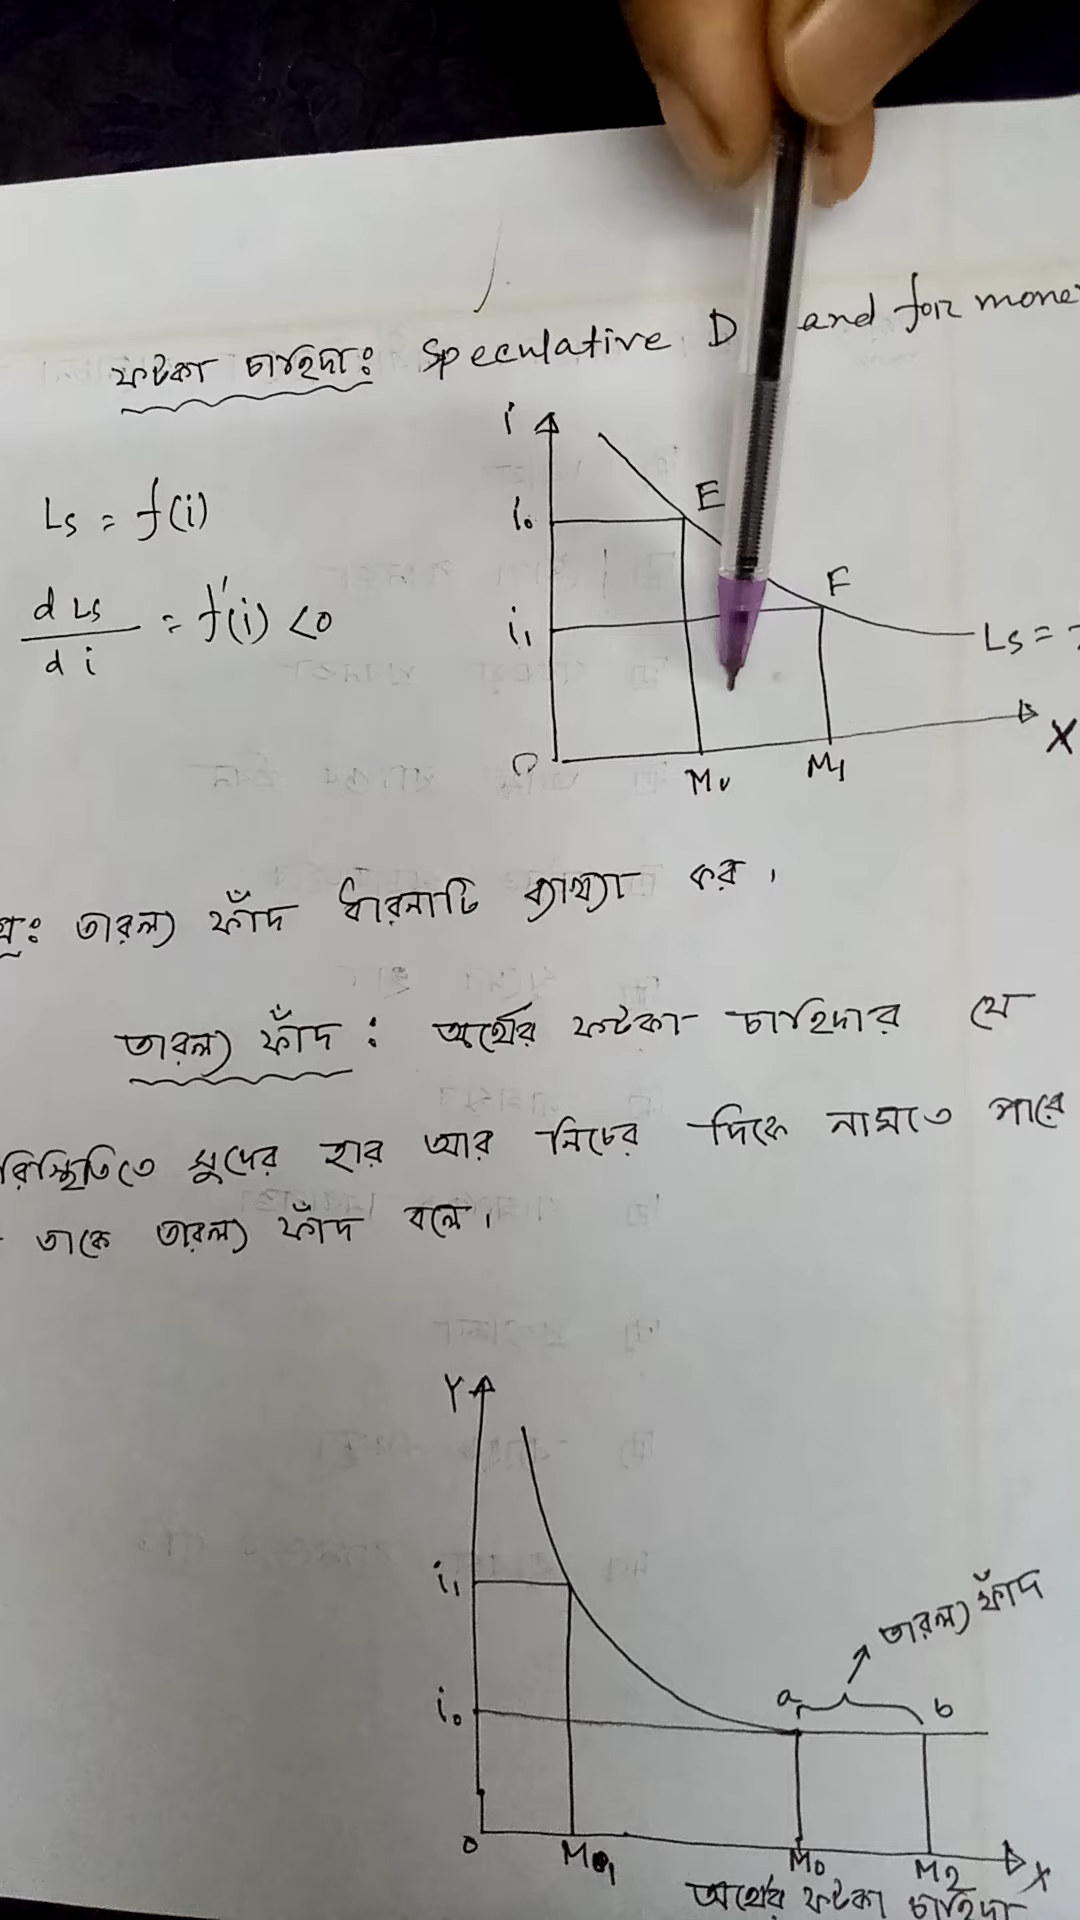 ফটকা চাহিদাঃ Speculative D and for mone
i
Ls = f(i)
i₀ E
dLs/di = f'(i) <0
i₁ F
Ls =
O M₀ M₁ X
প্রঃ তারল্য ফাঁদ ধারনাটি ব্যাখ্যা কর।
তারল্য ফাঁদ : অর্থের ফটকা চাহিদার যে
রিস্থিতিতে সুদের হার আর নিচের দিকে নামতে পারে
তাকে তারল্য ফাঁদ বলে।
Y
i₁ তারল্য ফাঁদ
i₀ a b
O M₁ M₀ M₂ X
অর্থের ফটকা চাহিদা